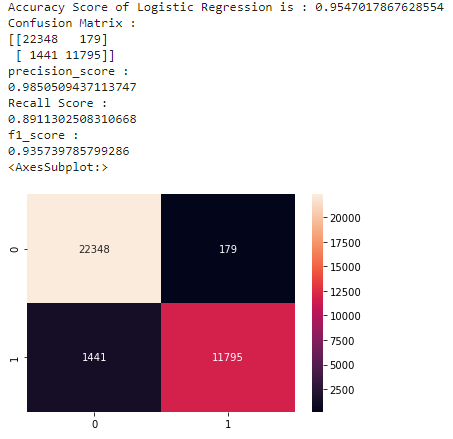 Accuracy Score of Logistic Regression is : 0.9547017867628554
Confusion Matrix :
[[22348   179]
 [ 1441 11795]]
precision_score :
0.9850509437113747
Recall Score :
0.8911302508310668
f1_score :
0.935739785799286
<AxesSubplot:>
20000
0 22348 179
17500
15000
12500
10000
1 1441 11795
7500
5000
2500
0 1